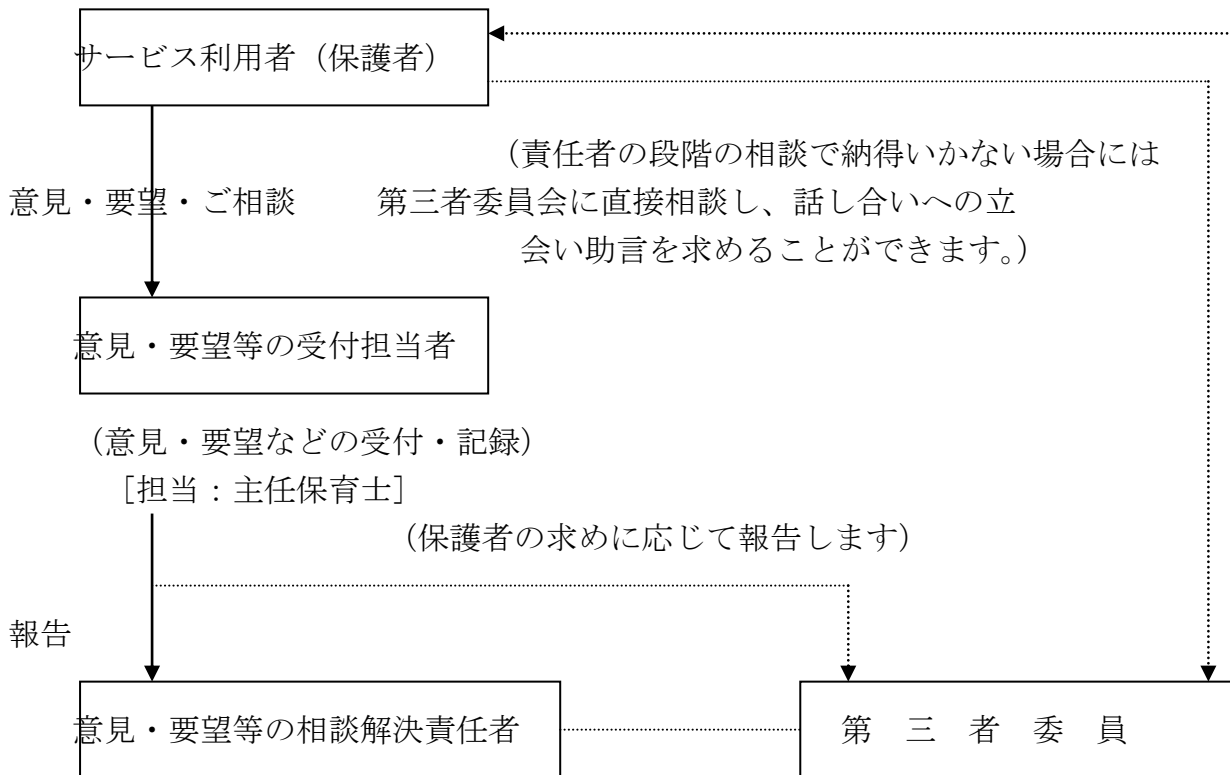 サービス利用者（保護者）
（責任者の段階の相談で納得いかない場合には
意見・要望・ご相談　　第三者委員会に直接相談し、話し合いへの立
会い助言を求めることができます。）
意見・要望等の受付担当者
（意見・要望などの受付・記録）
［担当：主任保育士］
（保護者の求めに応じて報告します）
報告
意見・要望等の相談解決責任者
第　三　者　委　員